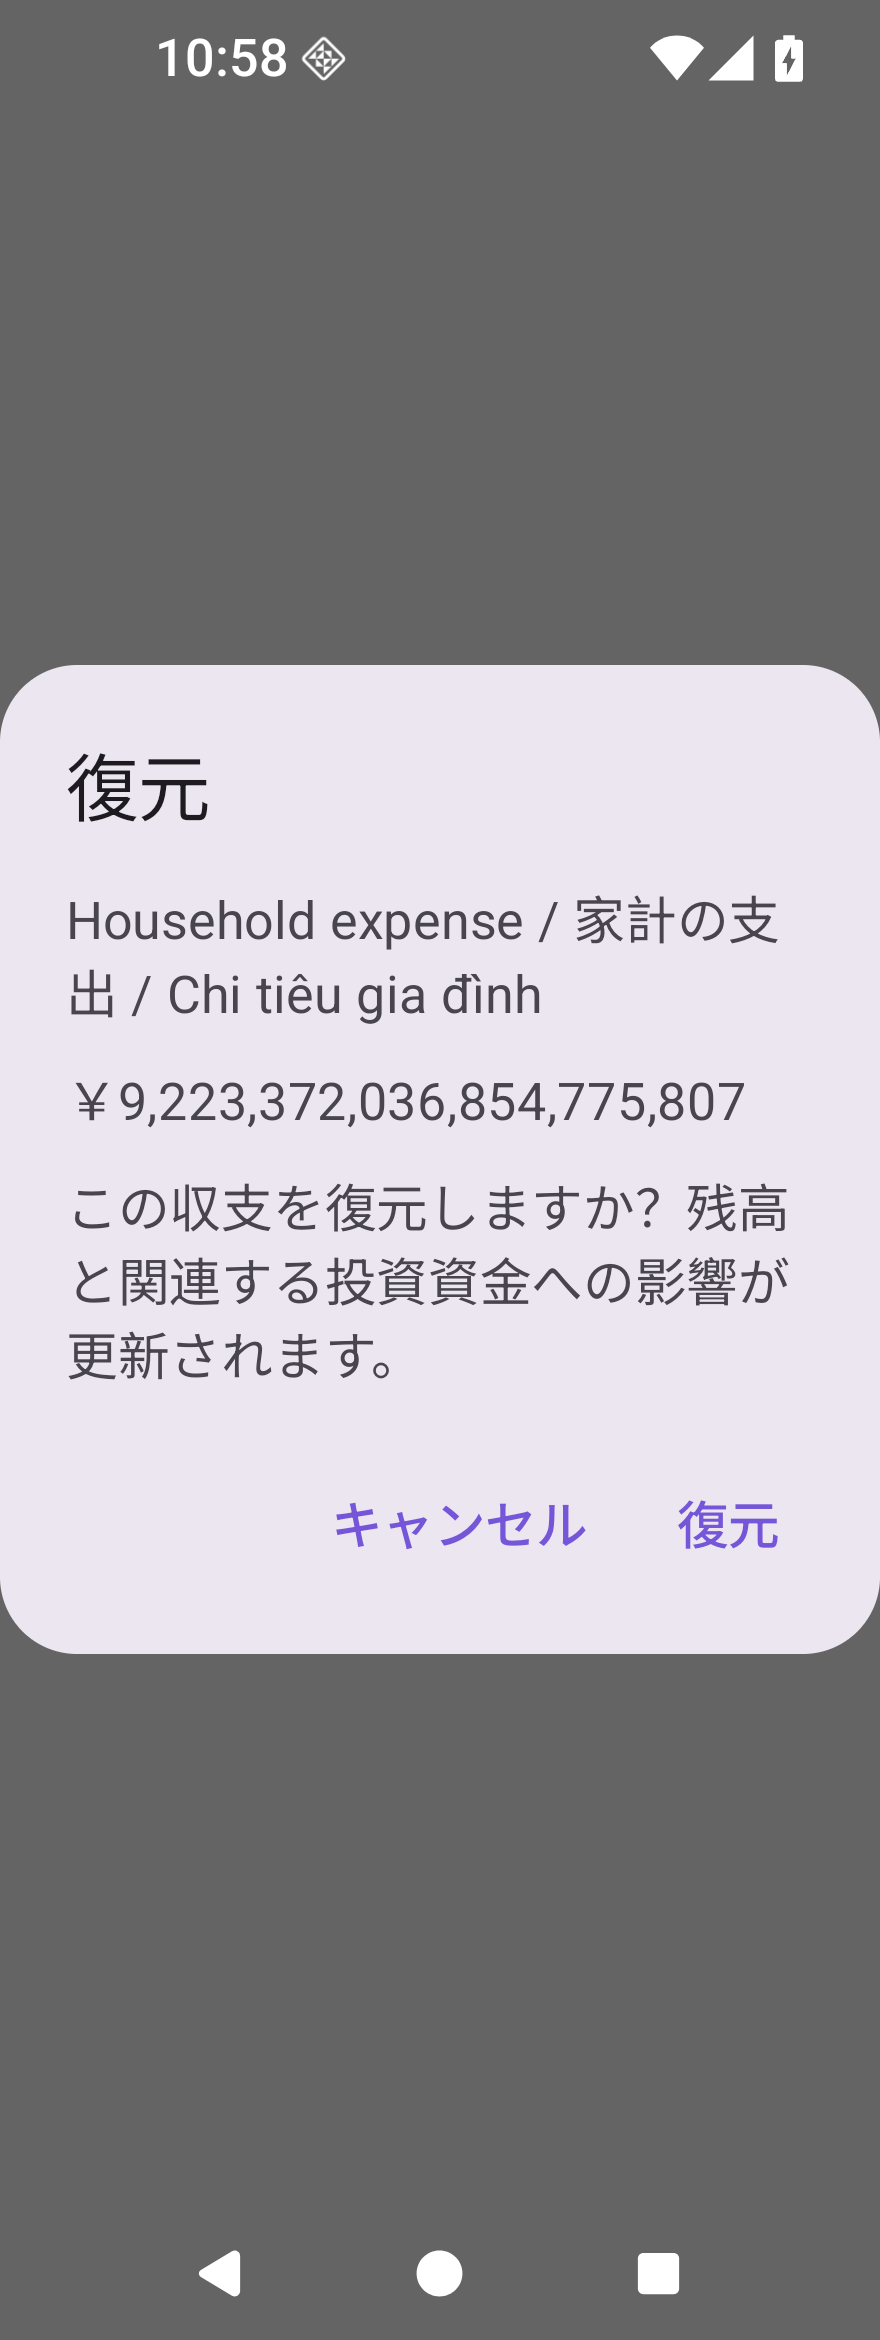 10:58
復元
Household expense / 家計の支
出 / Chi tiêu gia đình
￥9,223,372,036,854,775,807
この収支を復元しますか? 残高
と関連する投資資金への影響が
更新されます。
キャンセル 復元